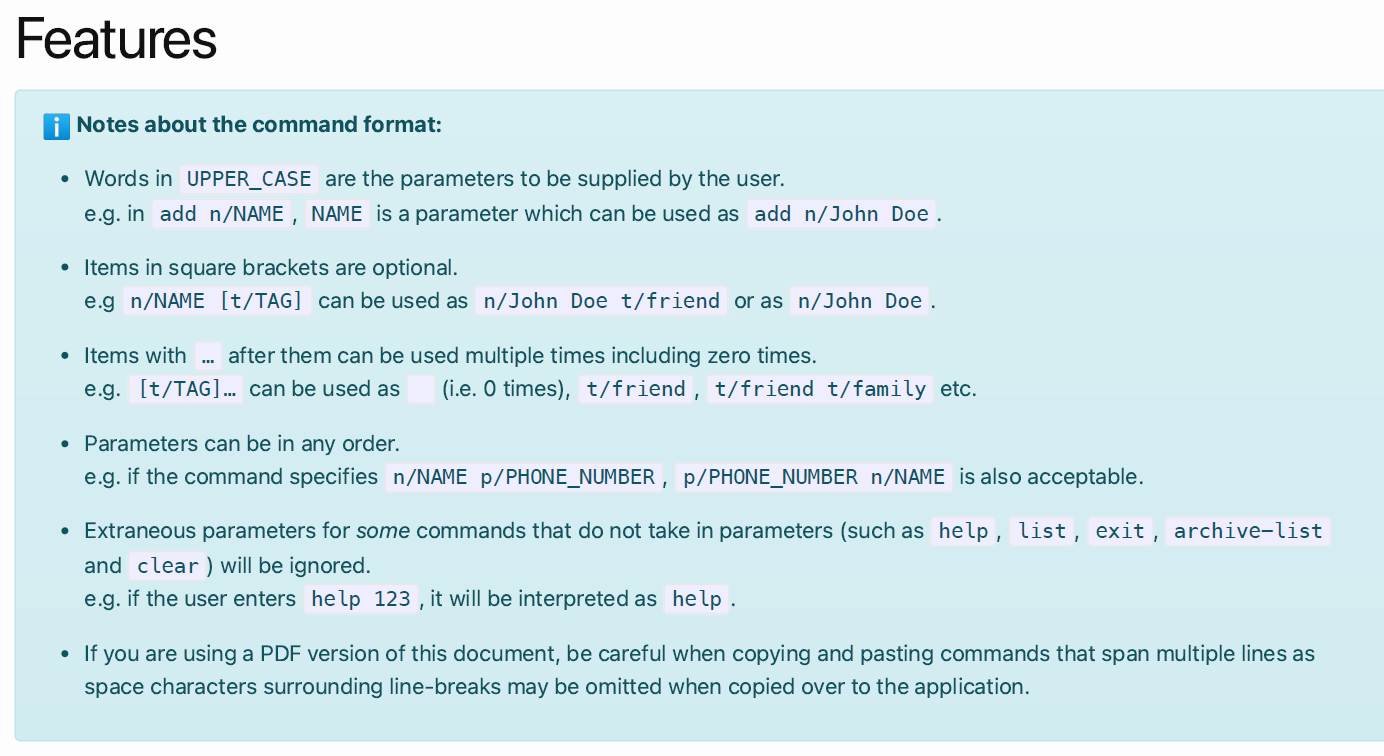 Features
Notes about the command format:
• Words in UPPER_CASE are the parameters to be supplied by the user.
e.g. in add n/NAME, NAME is a parameter which can be used as add n/John Doe.
• Items in square brackets are optional.
e.g n/NAME [t/TAG] can be used as n/John Doe t/friend or as n/John Doe.
• Items with … after them can be used multiple times including zero times.
e.g. [t/TAG]… can be used as   (i.e. 0 times), t/friend, t/friend t/family etc.
• Parameters can be in any order.
e.g. if the command specifies n/NAME p/PHONE_NUMBER, p/PHONE_NUMBER n/NAME is also acceptable.
• Extraneous parameters for some commands that do not take in parameters (such as help, list, exit, archive-list
and clear) will be ignored.
e.g. if the user enters help 123, it will be interpreted as help.
• If you are using a PDF version of this document, be careful when copying and pasting commands that span multiple lines as
space characters surrounding line-breaks may be omitted when copied over to the application.